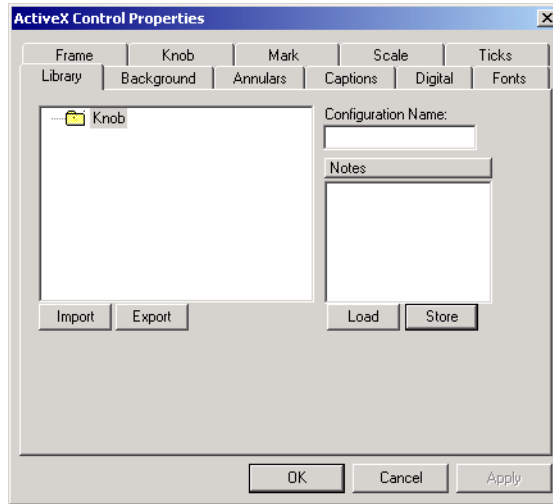 ActiveX Control Properties
Frame Knob Mark Scale Ticks
Library Background Annulars Captions Digital Fonts
Knob
Configuration Name:
Notes
Import Export
Load Store
OK Cancel Apply